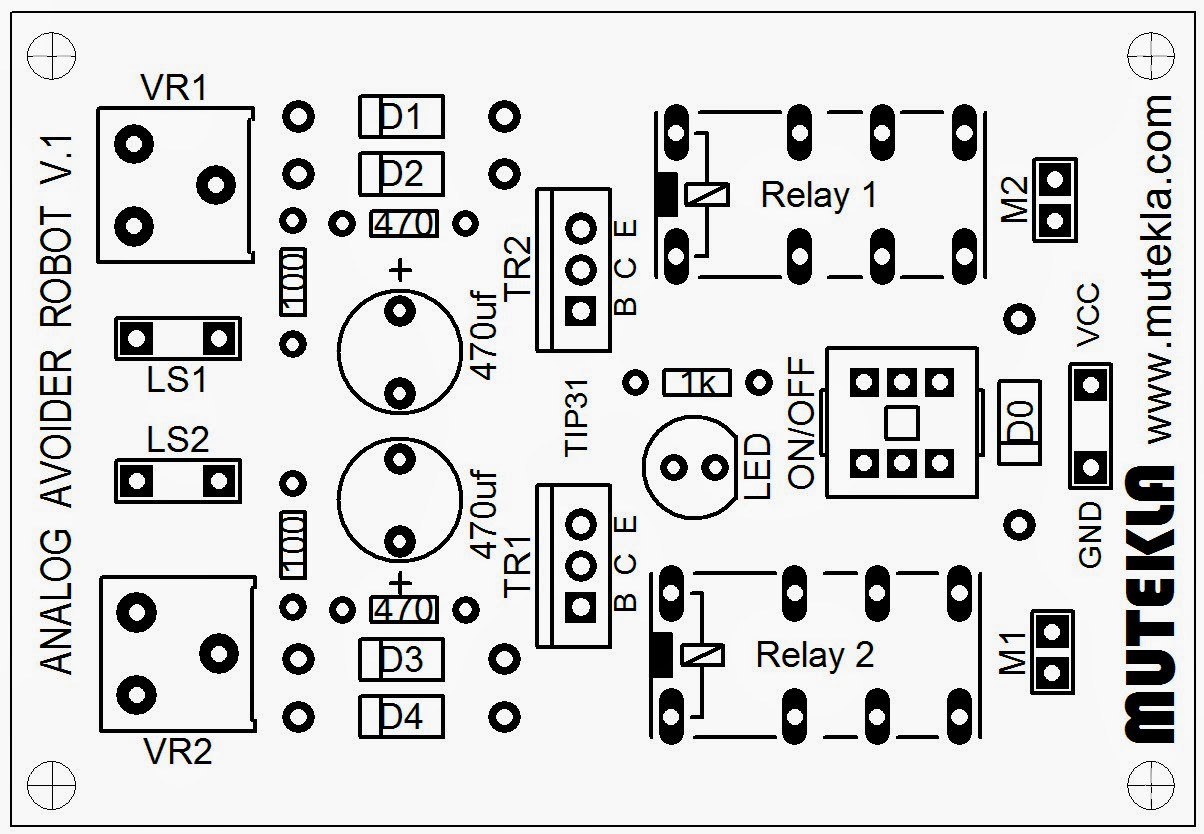 ANALOG AVOIDER ROBOT V.1
VR1
D1
D2
470
100
+
470uf
LS1
LS2
100
470uf
+
470
D3
D4
VR2
TR2
E
C
B
TIP31
TR1
E
C
B
Relay 1
M2
1k
LED
ON/OFF
D0
VCC
GND
Relay 2
M1
www.mutekla.com
MUTEKLA